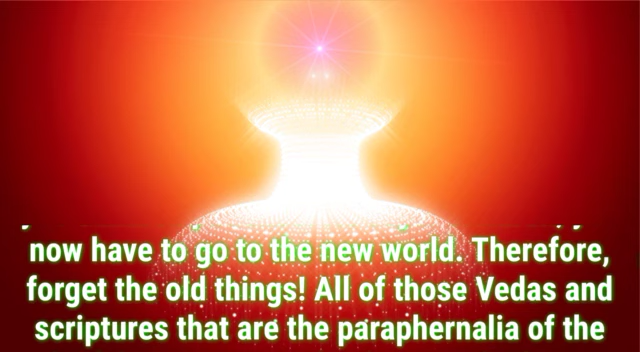 now have to go to the new world. Therefore,
forget the old things! All of those Vedas and
scriptures that are the paraphernalia of the